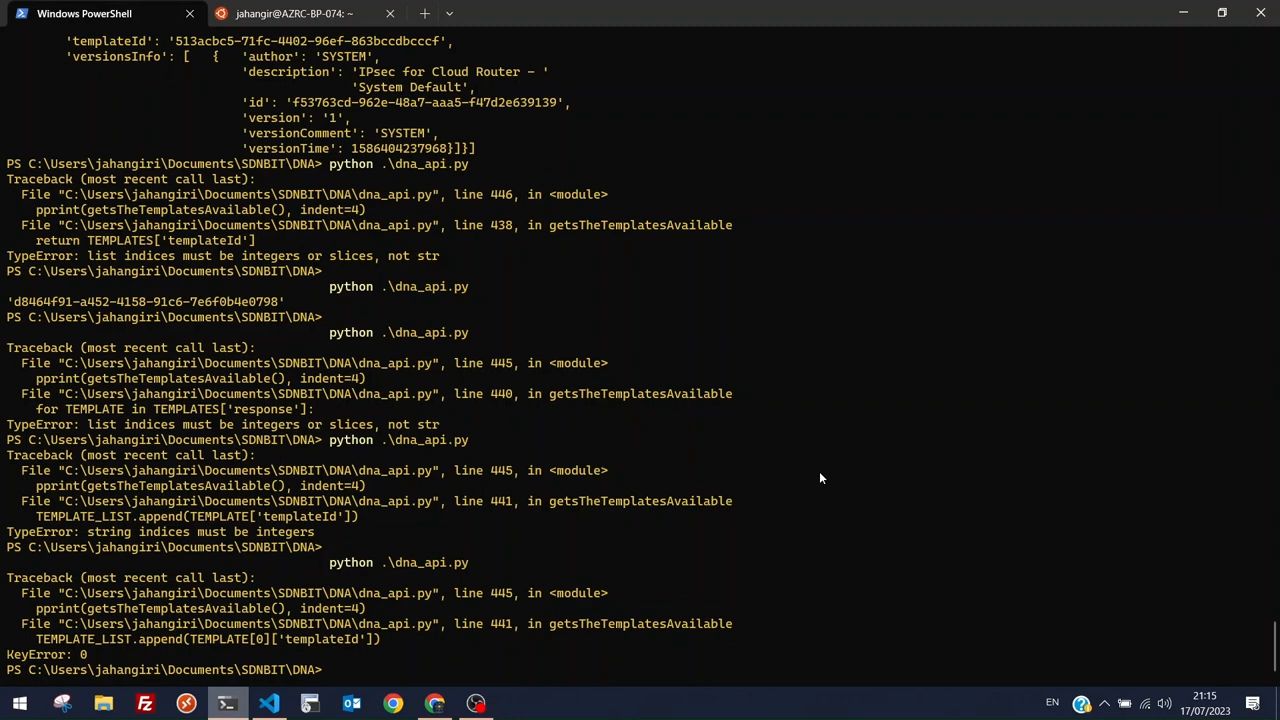 Windows PowerShell
jahangir@AZRC-BP-074: ~
'templateId': '513acbc5-71fc-4402-96ef-863bccdbcccf',
'versionsInfo': [   {   'author': 'SYSTEM',
'description': 'IPsec for Cloud Router - '
'System Default',
'id': 'f53763cd-962e-48a7-aaa5-f47d2e639139',
'version': '1',
'versionComment': 'SYSTEM',
'versionTime': 1586404237968}]}]
PS C:\Users\jahangiri\Documents\SDNBIT\DNA> python .\dna_api.py
Traceback (most recent call last):
File "C:\Users\jahangiri\Documents\SDNBIT\DNA\dna_api.py", line 446, in <module>
pprint(getsTheTemplatesAvailable(), indent=4)
File "C:\Users\jahangiri\Documents\SDNBIT\DNA\dna_api.py", line 438, in getsTheTemplatesAvailable
return TEMPLATES['templateId']
TypeError: list indices must be integers or slices, not str
PS C:\Users\jahangiri\Documents\SDNBIT\DNA>
python .\dna_api.py
'd8464f91-a452-4158-91c6-7e6f0b4e0798'
PS C:\Users\jahangiri\Documents\SDNBIT\DNA>
python .\dna_api.py
Traceback (most recent call last):
File "C:\Users\jahangiri\Documents\SDNBIT\DNA\dna_api.py", line 445, in <module>
pprint(getsTheTemplatesAvailable(), indent=4)
File "C:\Users\jahangiri\Documents\SDNBIT\DNA\dna_api.py", line 440, in getsTheTemplatesAvailable
for TEMPLATE in TEMPLATES['response']:
TypeError: list indices must be integers or slices, not str
PS C:\Users\jahangiri\Documents\SDNBIT\DNA> python .\dna_api.py
Traceback (most recent call last):
File "C:\Users\jahangiri\Documents\SDNBIT\DNA\dna_api.py", line 445, in <module>
pprint(getsTheTemplatesAvailable(), indent=4)
File "C:\Users\jahangiri\Documents\SDNBIT\DNA\dna_api.py", line 441, in getsTheTemplatesAvailable
TEMPLATE_LIST.append(TEMPLATE['templateId'])
TypeError: string indices must be integers
PS C:\Users\jahangiri\Documents\SDNBIT\DNA>
python .\dna_api.py
Traceback (most recent call last):
File "C:\Users\jahangiri\Documents\SDNBIT\DNA\dna_api.py", line 445, in <module>
pprint(getsTheTemplatesAvailable(), indent=4)
File "C:\Users\jahangiri\Documents\SDNBIT\DNA\dna_api.py", line 441, in getsTheTemplatesAvailable
TEMPLATE_LIST.append(TEMPLATE[0]['templateId'])
KeyError: 0
PS C:\Users\jahangiri\Documents\SDNBIT\DNA>
EN
21:15
17/07/2023